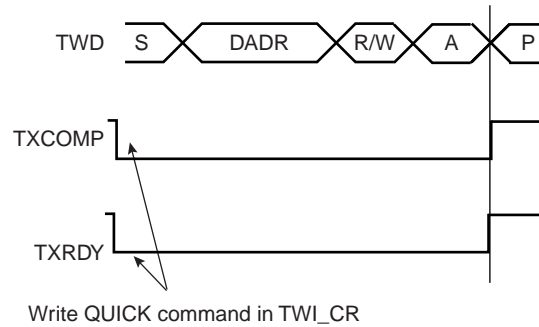 TWD S DADR R/W A P
TXCOMP
TXRDY
Write QUICK command in TWI_CR